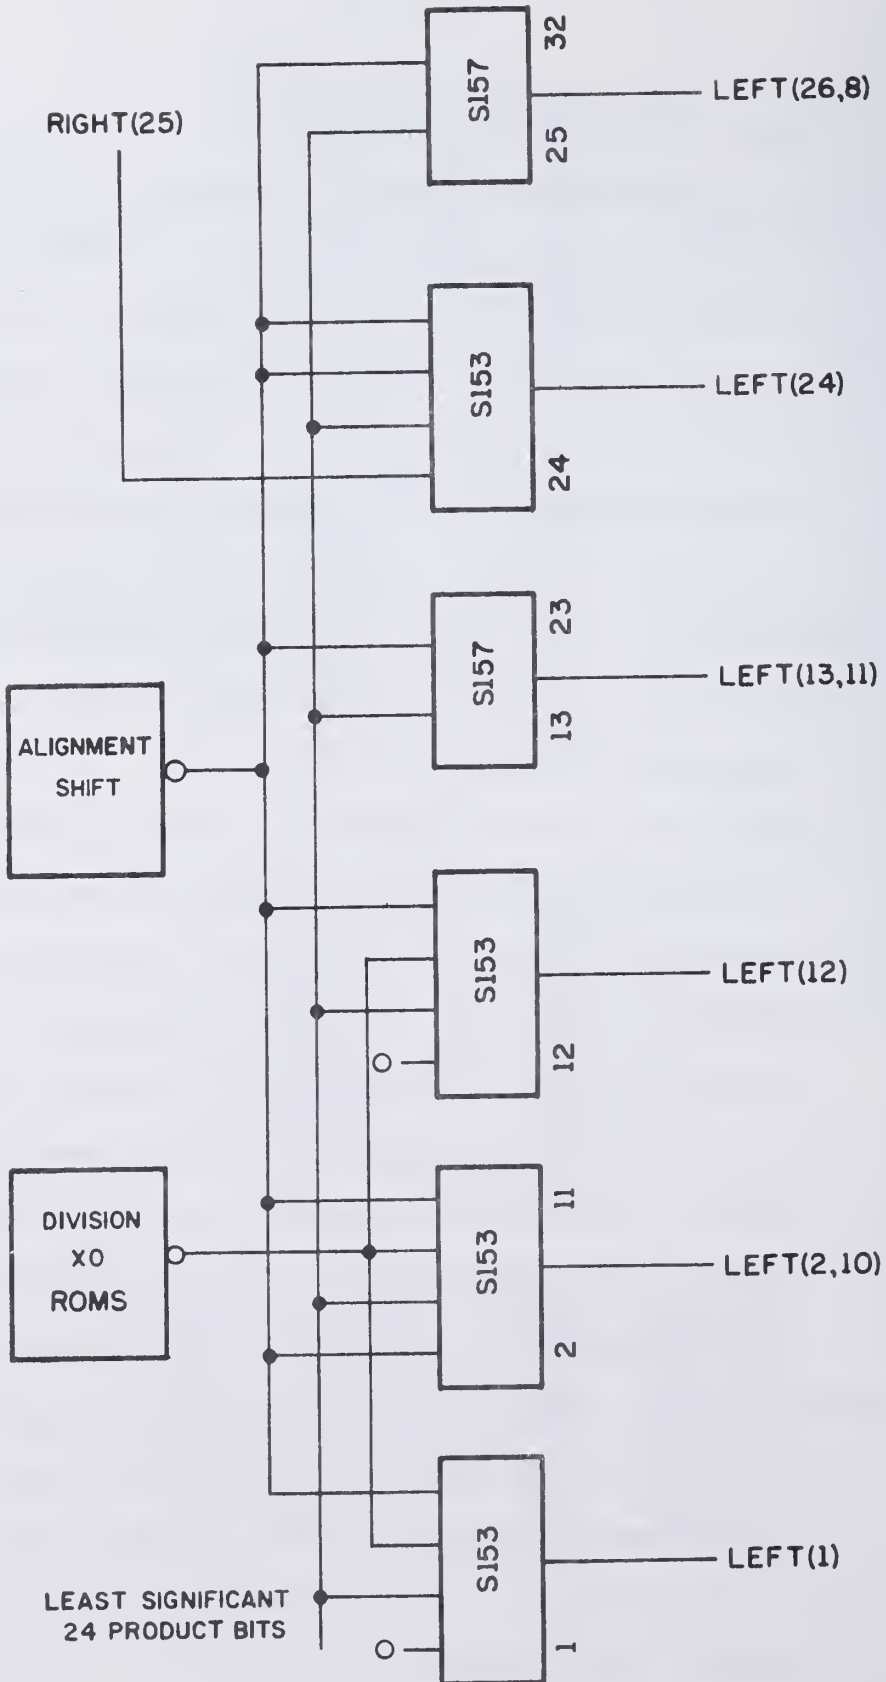 32
S157
25
LEFT(26,8)
RIGHT(25)
S153
24
LEFT(24)
23
S157
13
LEFT(13,11)
ALIGNMENT
SHIFT
S153
12
LEFT(12)
DIVISION
X0
ROMS
11
S153
2
LEFT(2,10)
S153
1
LEFT(1)
LEAST SIGNIFICANT
24 PRODUCT BITS